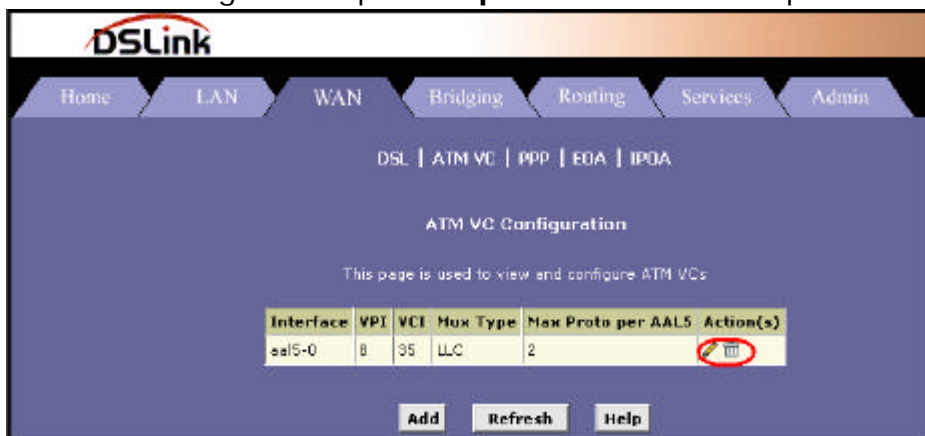 DSLink
Home LAN WAN Bridging Routing Services Admin
DSL | ATM VC | PPP | EOA | IPOA
ATM VC Configuration
This page is used to view and configure ATM VCs
Interface VPI VCI Mux Type Max Proto per AAL5 Action(s)
aal5-0 8 35 LLC 2
Add Refresh Help